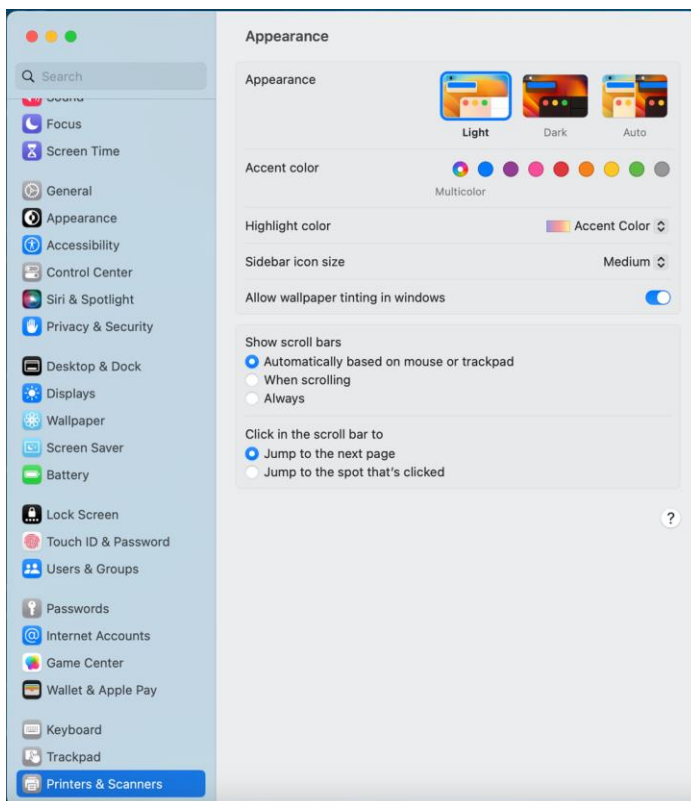 Search
Sound
Focus
Screen Time
General
Appearance
Accessibility
Control Center
Siri & Spotlight
Privacy & Security
Desktop & Dock
Displays
Wallpaper
Screen Saver
Battery
Lock Screen
Touch ID & Password
Users & Groups
Passwords
Internet Accounts
Game Center
Wallet & Apple Pay
Keyboard
Trackpad
Printers & Scanners
Appearance
Appearance
Light Dark Auto
Accent color
Multicolor
Highlight color Accent Color
Sidebar icon size Medium
Allow wallpaper tinting in windows
Show scroll bars
Automatically based on mouse or trackpad
When scrolling
Always
Click in the scroll bar to
Jump to the next page
Jump to the spot that's clicked
?